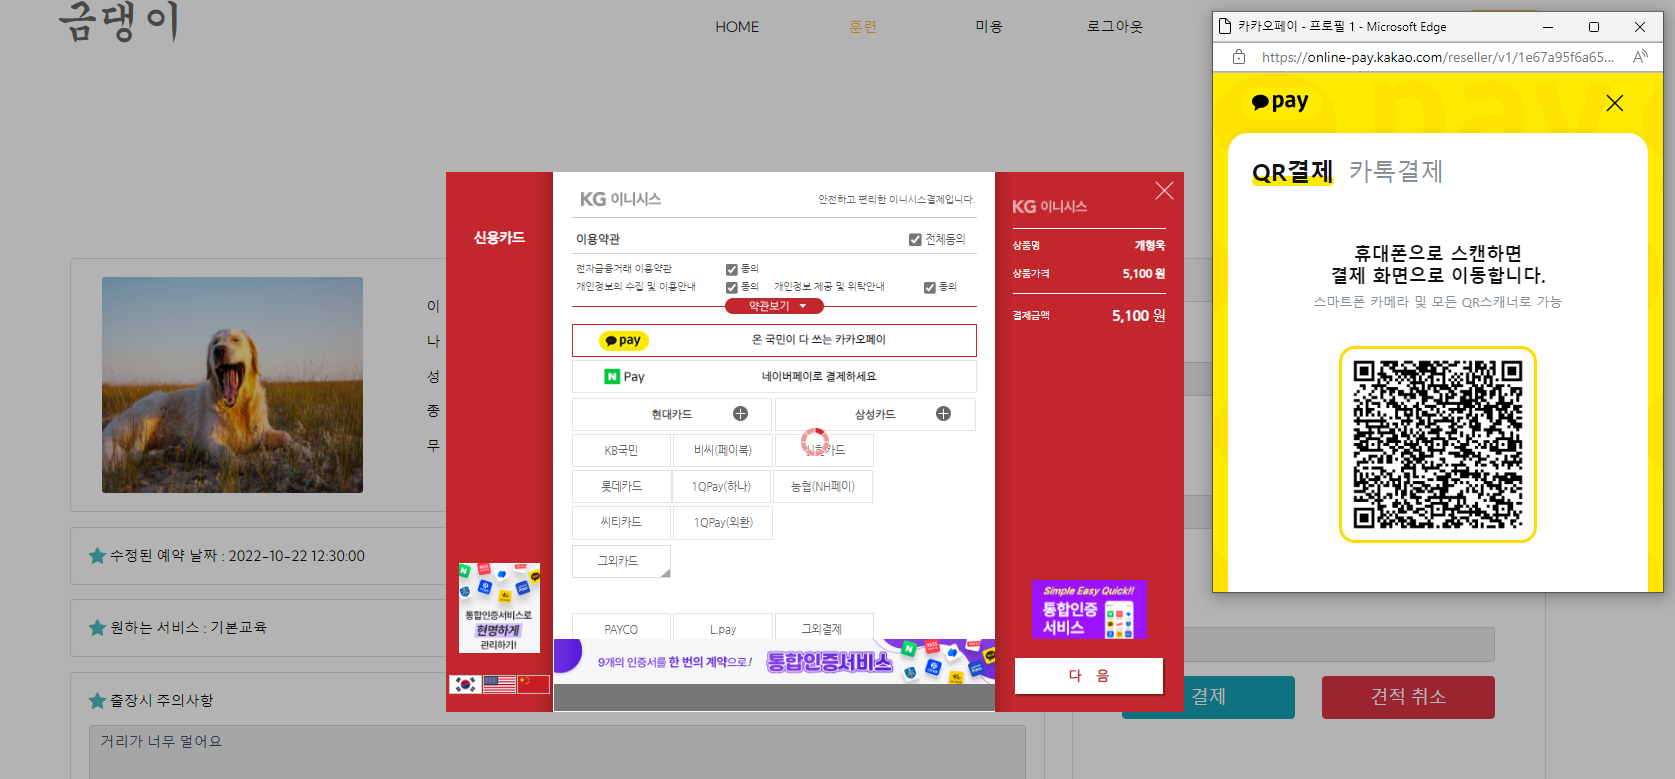 금댕이
HOME
훈련
미용
로그아웃
이
나
성
종
무
수정된 예약 날짜 : 2022-10-22 12:30:00
원하는 서비스 : 기본교육
출장시 주의사항
거리가 너무 멀어요
결제
견적 취소
신용카드
통합인증서비스로
현명하게
관리하기!
KG 이니시스
안전하고 편리한 이니시스결제입니다.
이용약관
전체동의
전자금융거래 이용약관
동의
개인정보의 수집 및 이용안내
동의
개인정보 제공 및 위탁안내
동의
약관보기
pay
온 국민이 다 쓰는 카카오페이
N Pay
네이버페이로 결제하세요
현대카드
삼성카드
KB국민
비씨(페이북)
롯데카드
1QPay(하나)
농협(NH페이)
씨티카드
1QPay(외환)
그외카드
PAYCO
L.pay
그외결제
9개의 인증서를 한 번의 계약으로!
통합인증서비스
KG 이니시스
상품명
개형욱
상품가격
5,100 원
결제금액
5,100 원
Simple Easy Quick!!
통합인증
서비스
다 음
카카오페이 - 프로필 1 - Microsoft Edge
https://online-pay.kakao.com/reseller/v1/1e67a95f6a65...
pay
QR결제
카톡결제
휴대폰으로 스캔하면
결제 화면으로 이동합니다.
스마트폰 카메라 및 모든 QR스캐너로 가능